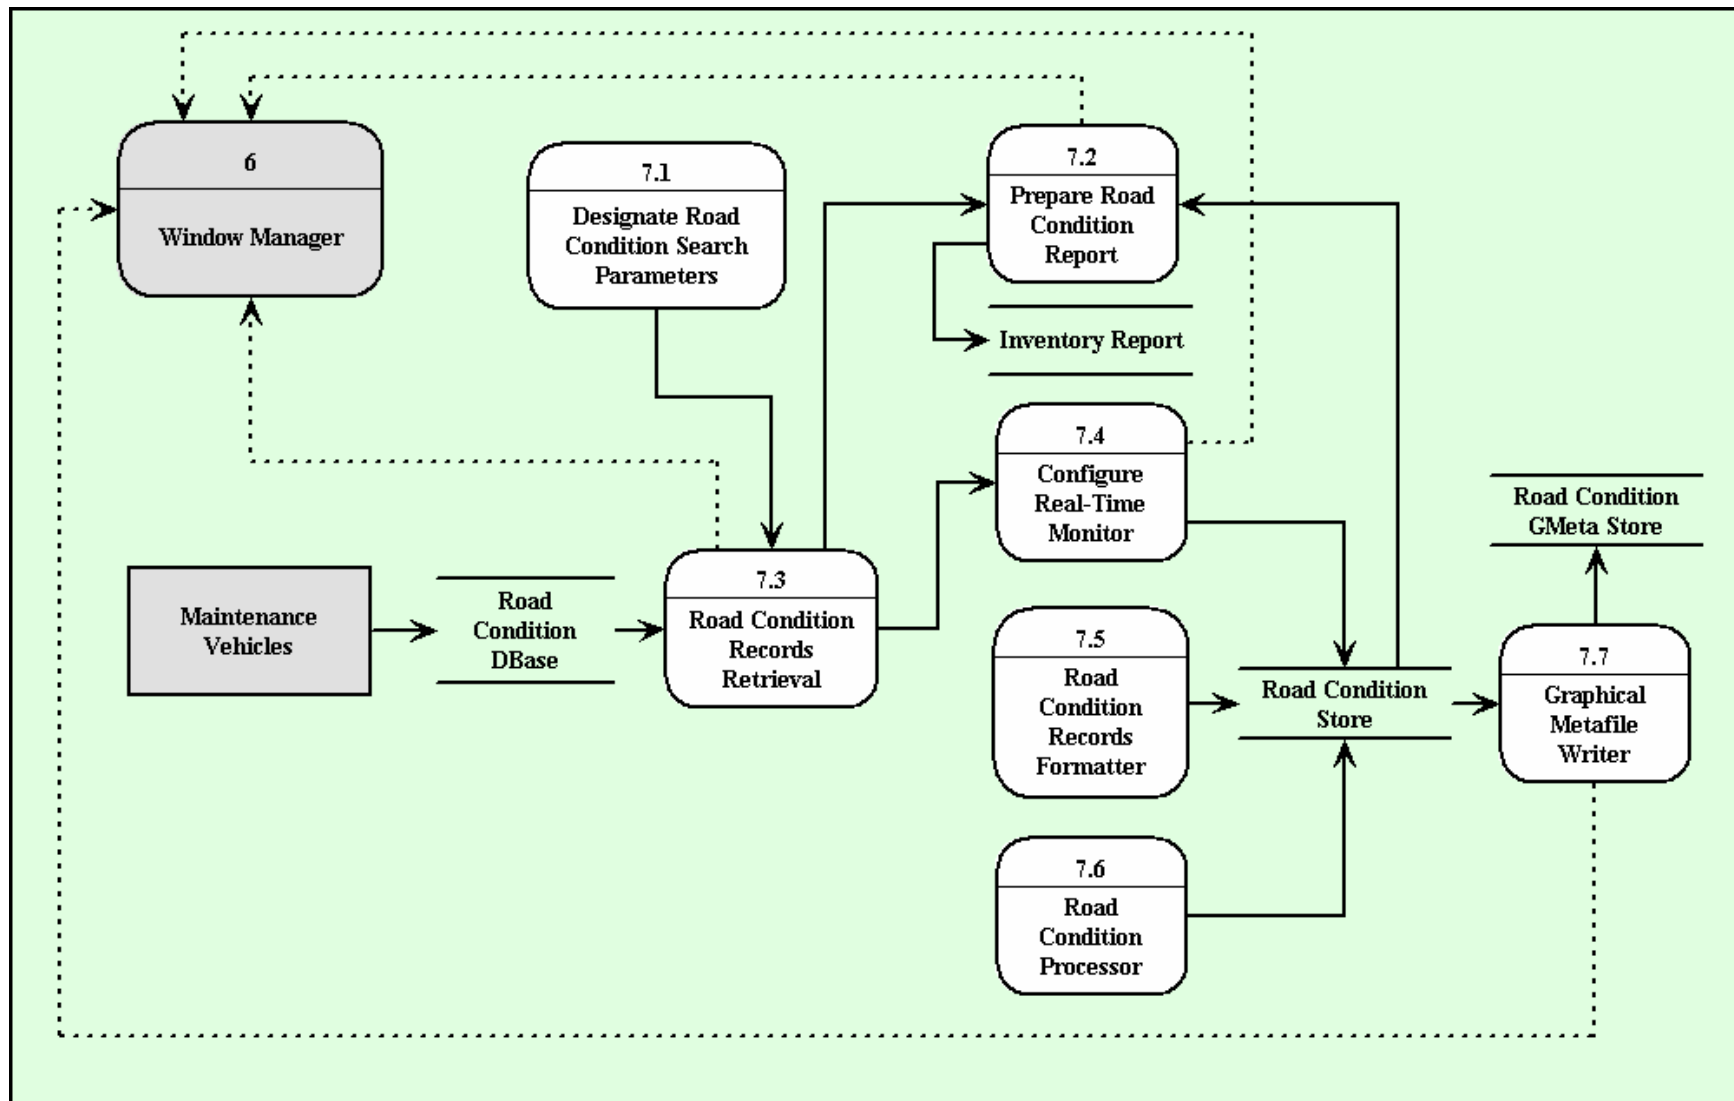 6
Window Manager
7.1
Designate Road
Condition Search
Parameters
7.2
Prepare Road
Condition
Report
Inventory Report
7.4
Configure
Real-Time
Monitor
Road Condition
GMeta Store
Maintenance
Vehicles
Road
Condition
DBase
7.3
Road Condition
Records
Retrieval
7.5
Road
Condition
Records
Formatter
Road Condition
Store
7.7
Graphical
Metafile
Writer
7.6
Road
Condition
Processor